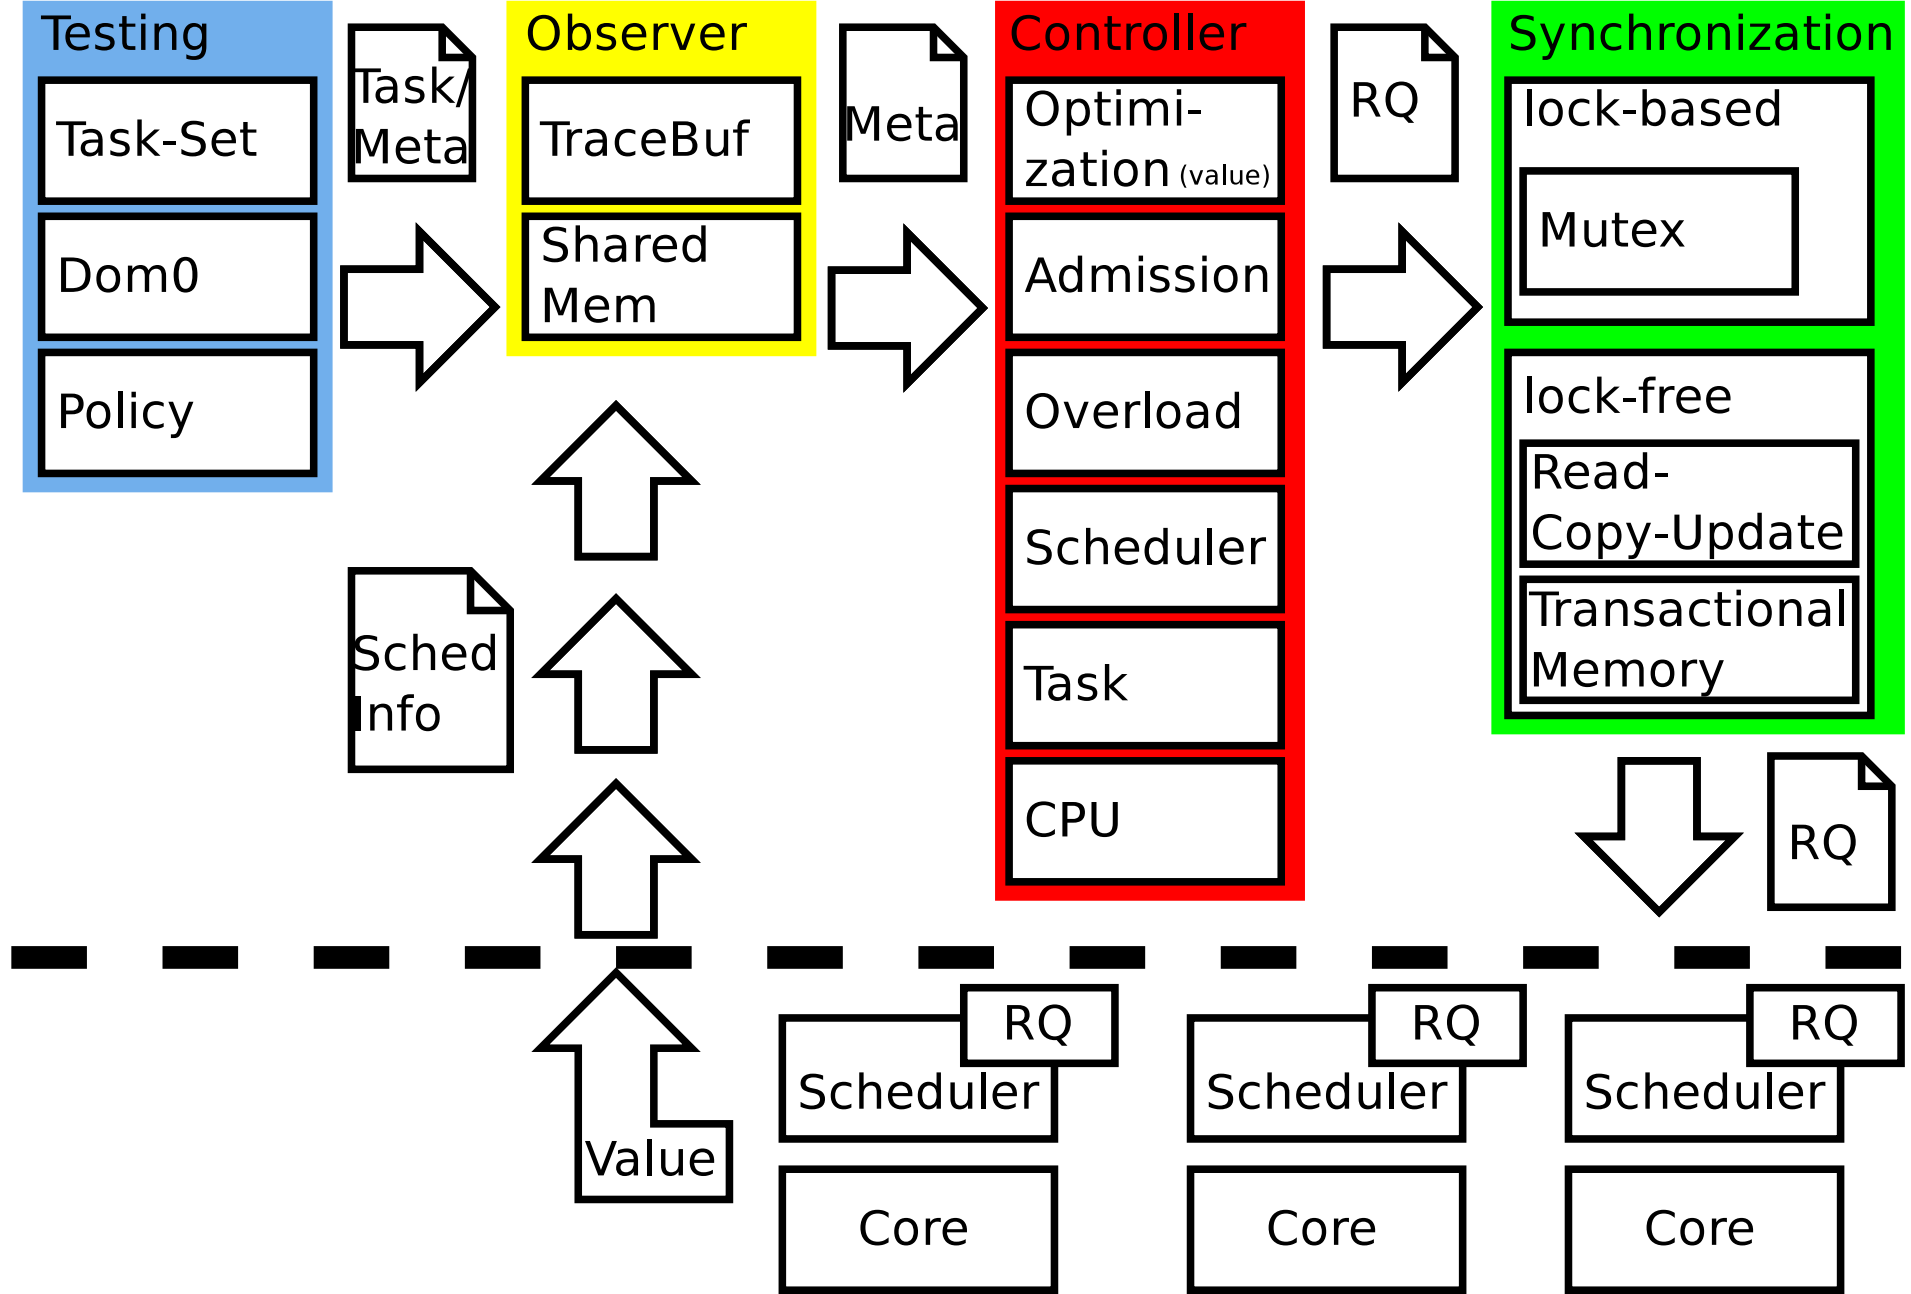 Testing
Task-Set
Dom0
Policy
Task/
Meta
Observer
TraceBuf
Shared
Mem
Meta
Controller
Optimi-
zation (value)
Admission
Overload
Scheduler
Task
CPU
RQ
Synchronization
lock-based
Mutex
lock-free
Read-
Copy-Update
Transactional
Memory
Sched
Info
RQ
Value
RQ
Scheduler
Core
RQ
Scheduler
Core
RQ
Scheduler
Core